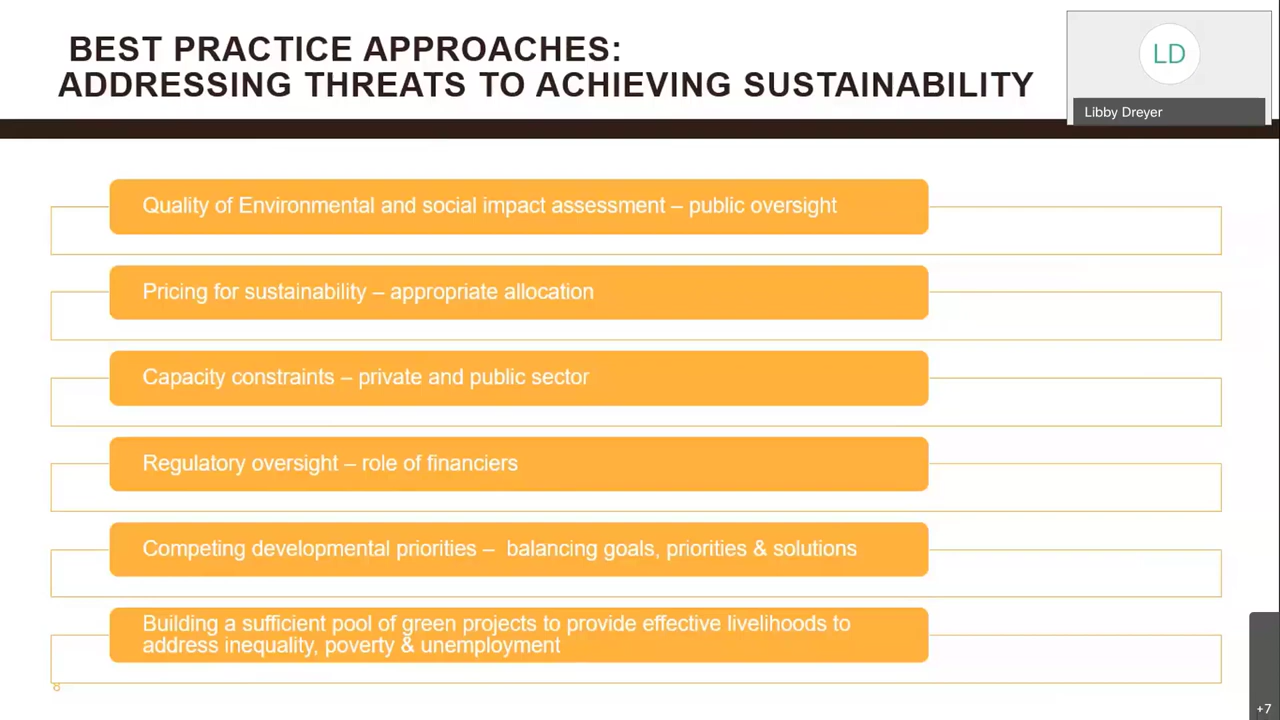 BEST PRACTICE APPROACHES:
ADDRESSING THREATS TO ACHIEVING SUSTAINABILITY
LD
Libby Dreyer
Quality of Environmental and social impact assessment – public oversight
Pricing for sustainability – appropriate allocation
Capacity constraints – private and public sector
Regulatory oversight – role of financiers
Competing developmental priorities – balancing goals, priorities & solutions
Building a sufficient pool of green projects to provide effective livelihoods to
address inequality, poverty & unemployment
8
+7